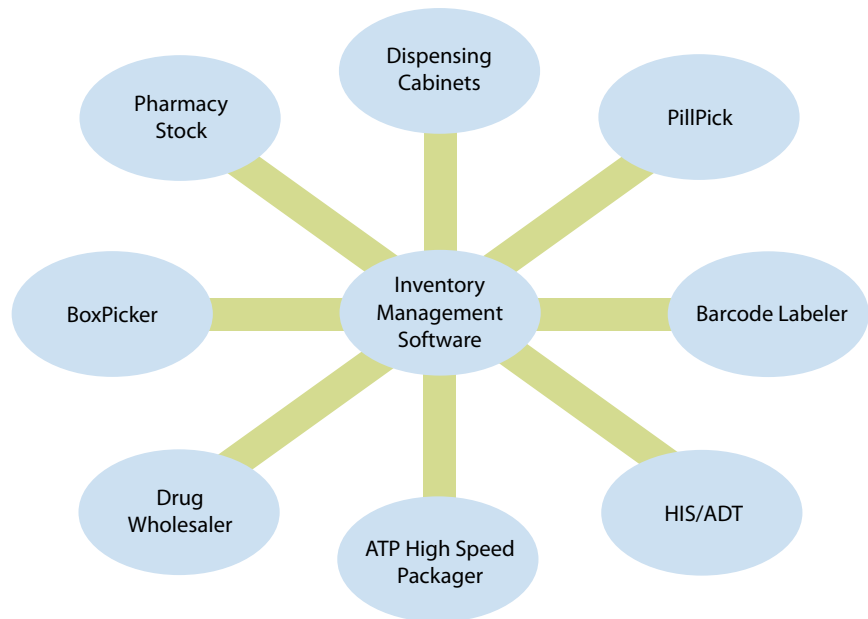 Dispensing
Cabinets
Pharmacy
Stock
PillPick
Inventory
Management
Software
BoxPicker
Barcode Labeler
Drug
Wholesaler
HIS/ADT
ATP High Speed
Packager